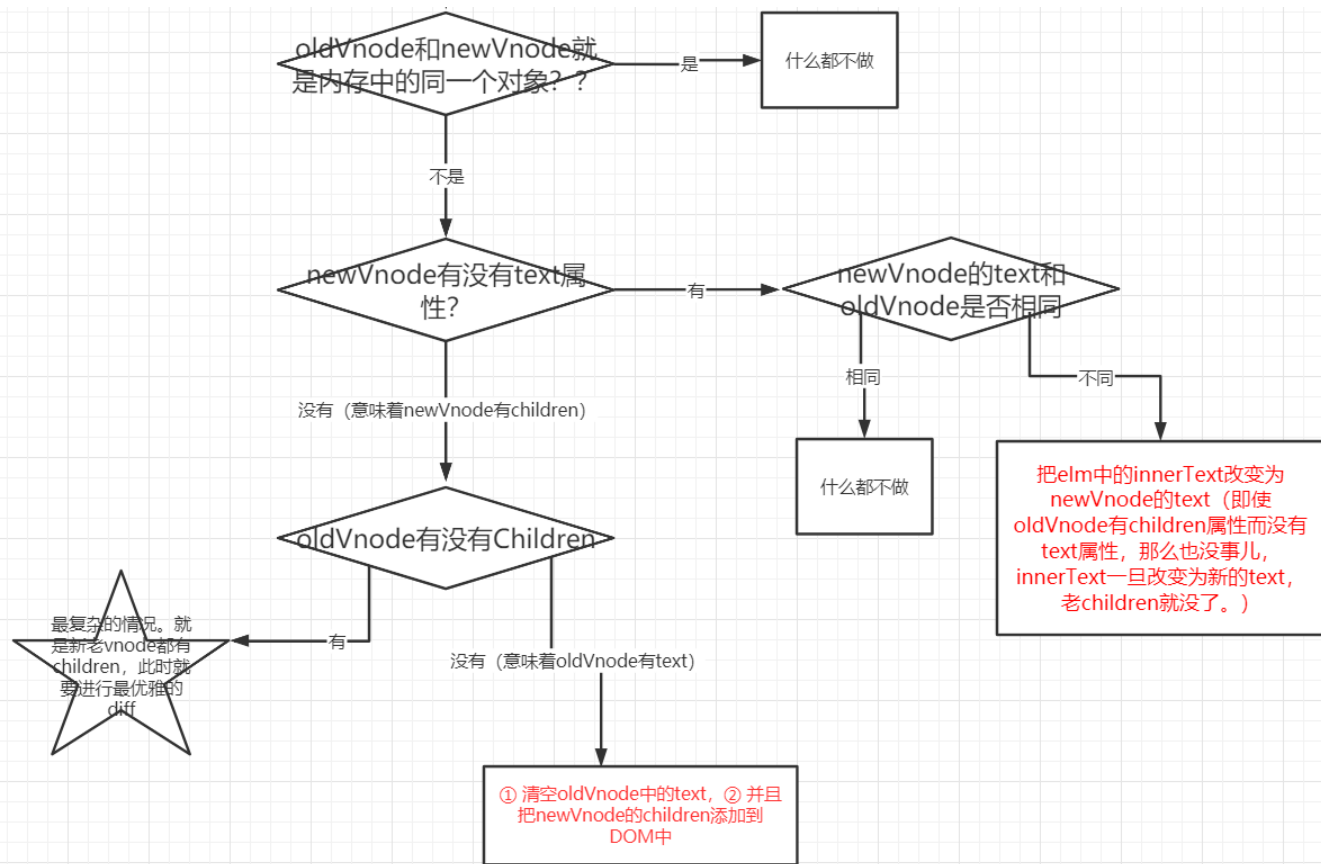 oldVnode和newVnode就
是内存中的同一个对象？？
是
什么都不做
不是
newVnode有没有text属
性？
有
newVnode的text和
oldVnode是否相同
相同
不同
没有（意味着newVnode有children）
什么都不做
把elm中的innerText改变为
newVnode的text（即使
oldVnode有children属性而没有
text属性，那么也没事儿，
innerText一旦改变为新的text，
老children就没了。）
oldVnode有没有Children
有
最复杂的情况。就
是新老vnode都有
children，此时就
要进行最优雅的
diff
没有（意味着oldVnode有text）
① 清空oldVnode中的text，② 并且
把newVnode的children添加到
DOM中